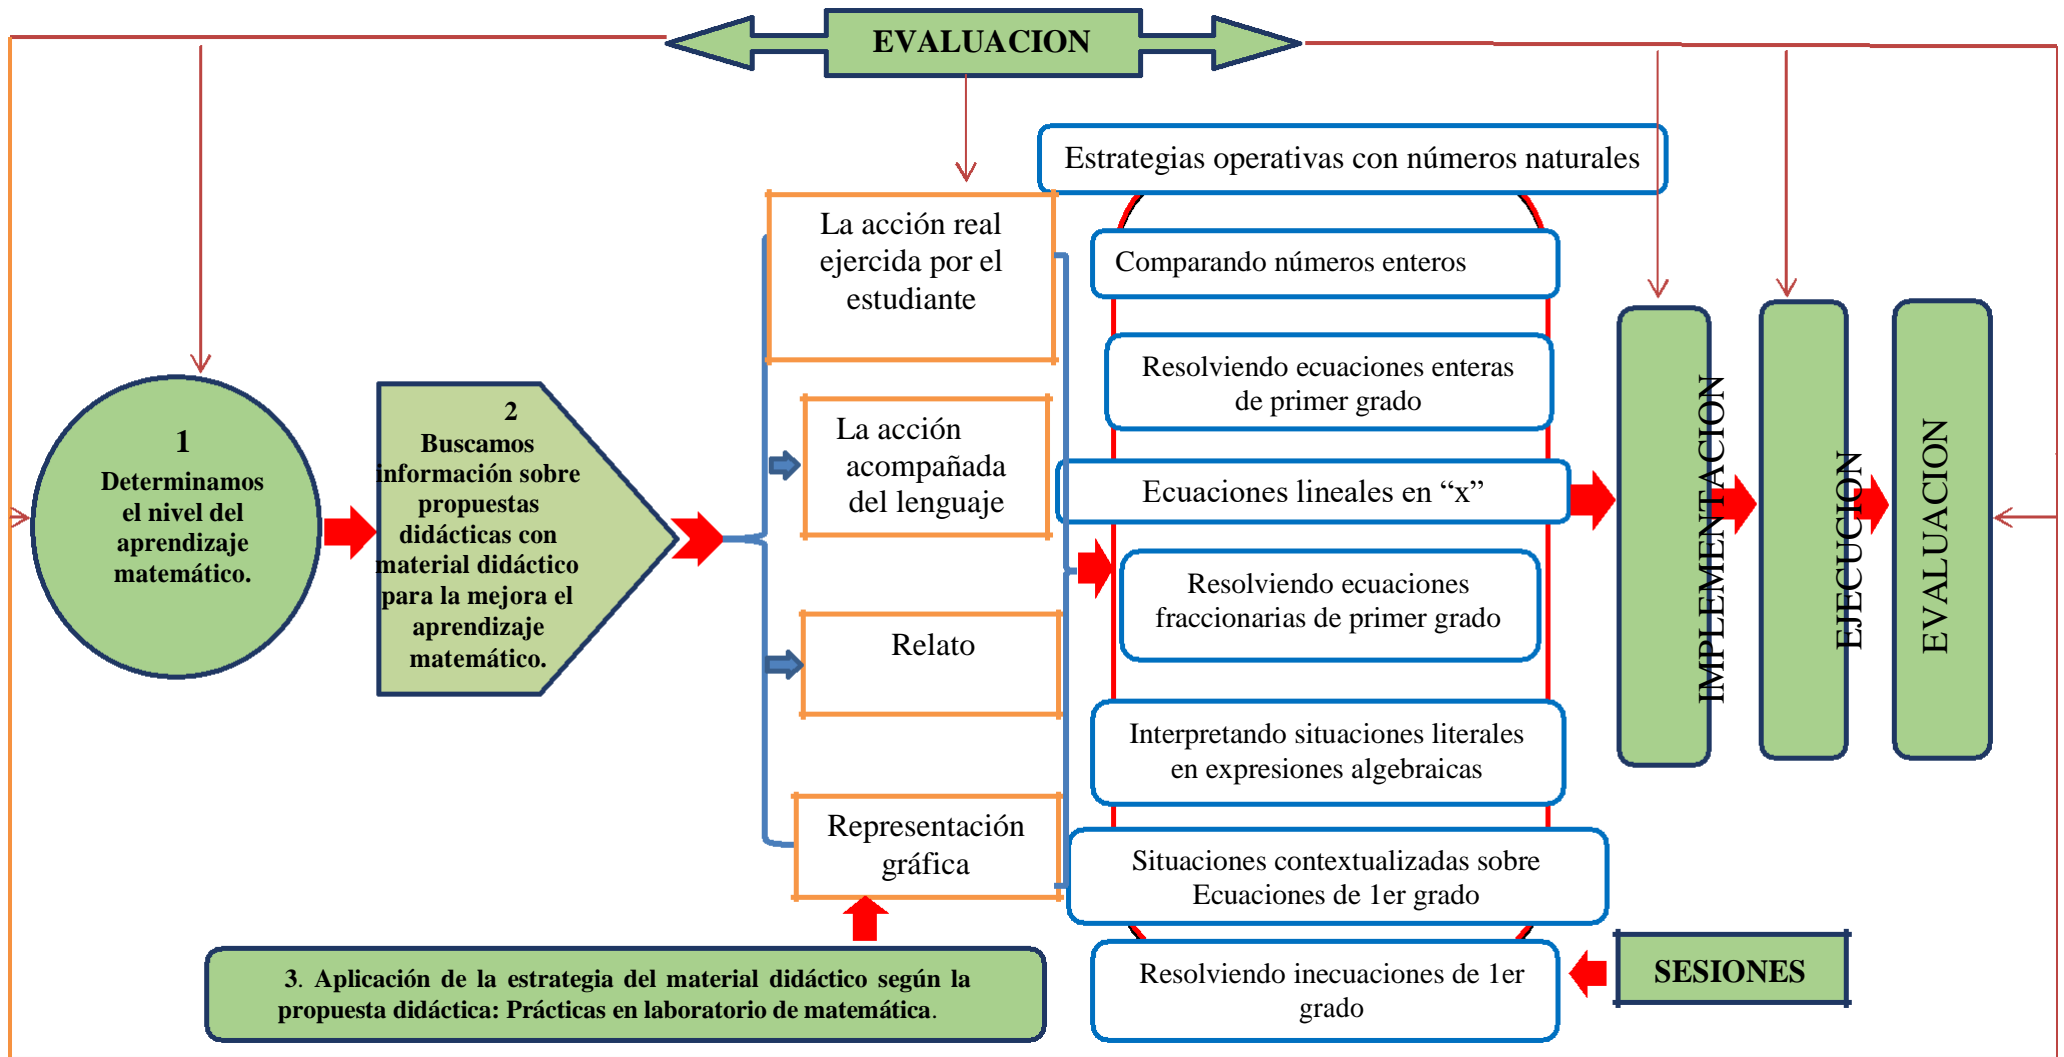 EVALUACION
1
Determinamos
el nivel del
aprendizaje
matemático.
2
Buscamos
información sobre
propuestas
didácticas con
material didáctico
para la mejora el
aprendizaje
matemático.
La acción real
ejercida por el
estudiante
La acción
acompañada
del lenguaje
Relato
Representación
gráfica
3. Aplicación de la estrategia del material didáctico según la
propuesta didáctica: Prácticas en laboratorio de matemática.
Estrategias operativas con números naturales
Comparando números enteros
Resolviendo ecuaciones enteras
de primer grado
Ecuaciones lineales en “x”
Resolviendo ecuaciones
fraccionarias de primer grado
Interpretando situaciones literales
en expresiones algebraicas
Situaciones contextualizadas sobre
Ecuaciones de 1er grado
Resolviendo inecuaciones de 1er
grado
SESIONES
IMPLEMENTACION
EJECUCION
EVALUACION